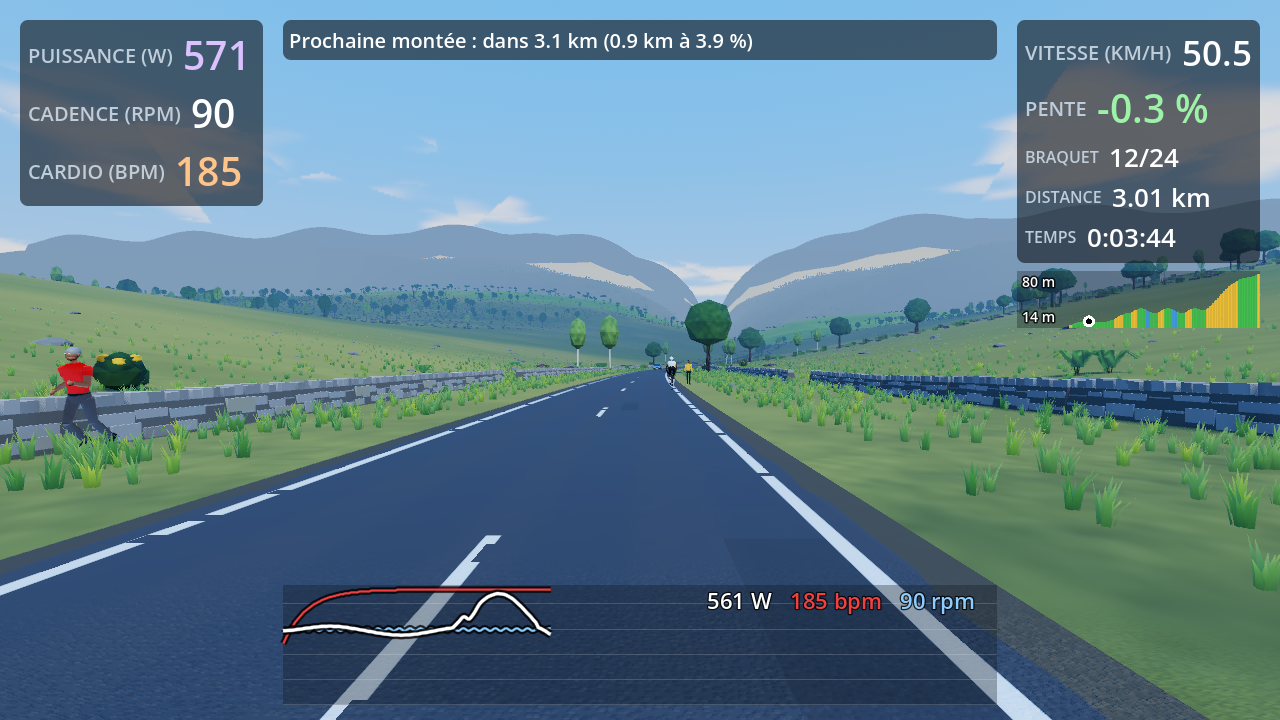 PUISSANCE (W) 571
CADENCE (RPM) 90
CARDIO (BPM) 185
Prochaine montée : dans 3.1 km (0.9 km à 3.9 %)
VITESSE (KM/H) 50.5
PENTE -0.3 %
BRAQUET 12/24
DISTANCE 3.01 km
TEMPS 0:03:44
80 m
14 m
561 W 185 bpm 90 rpm